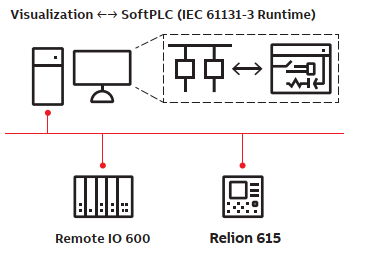 Visualization ←→ SoftPLC (IEC 61131-3 Runtime)
Remote IO 600
Relion 615